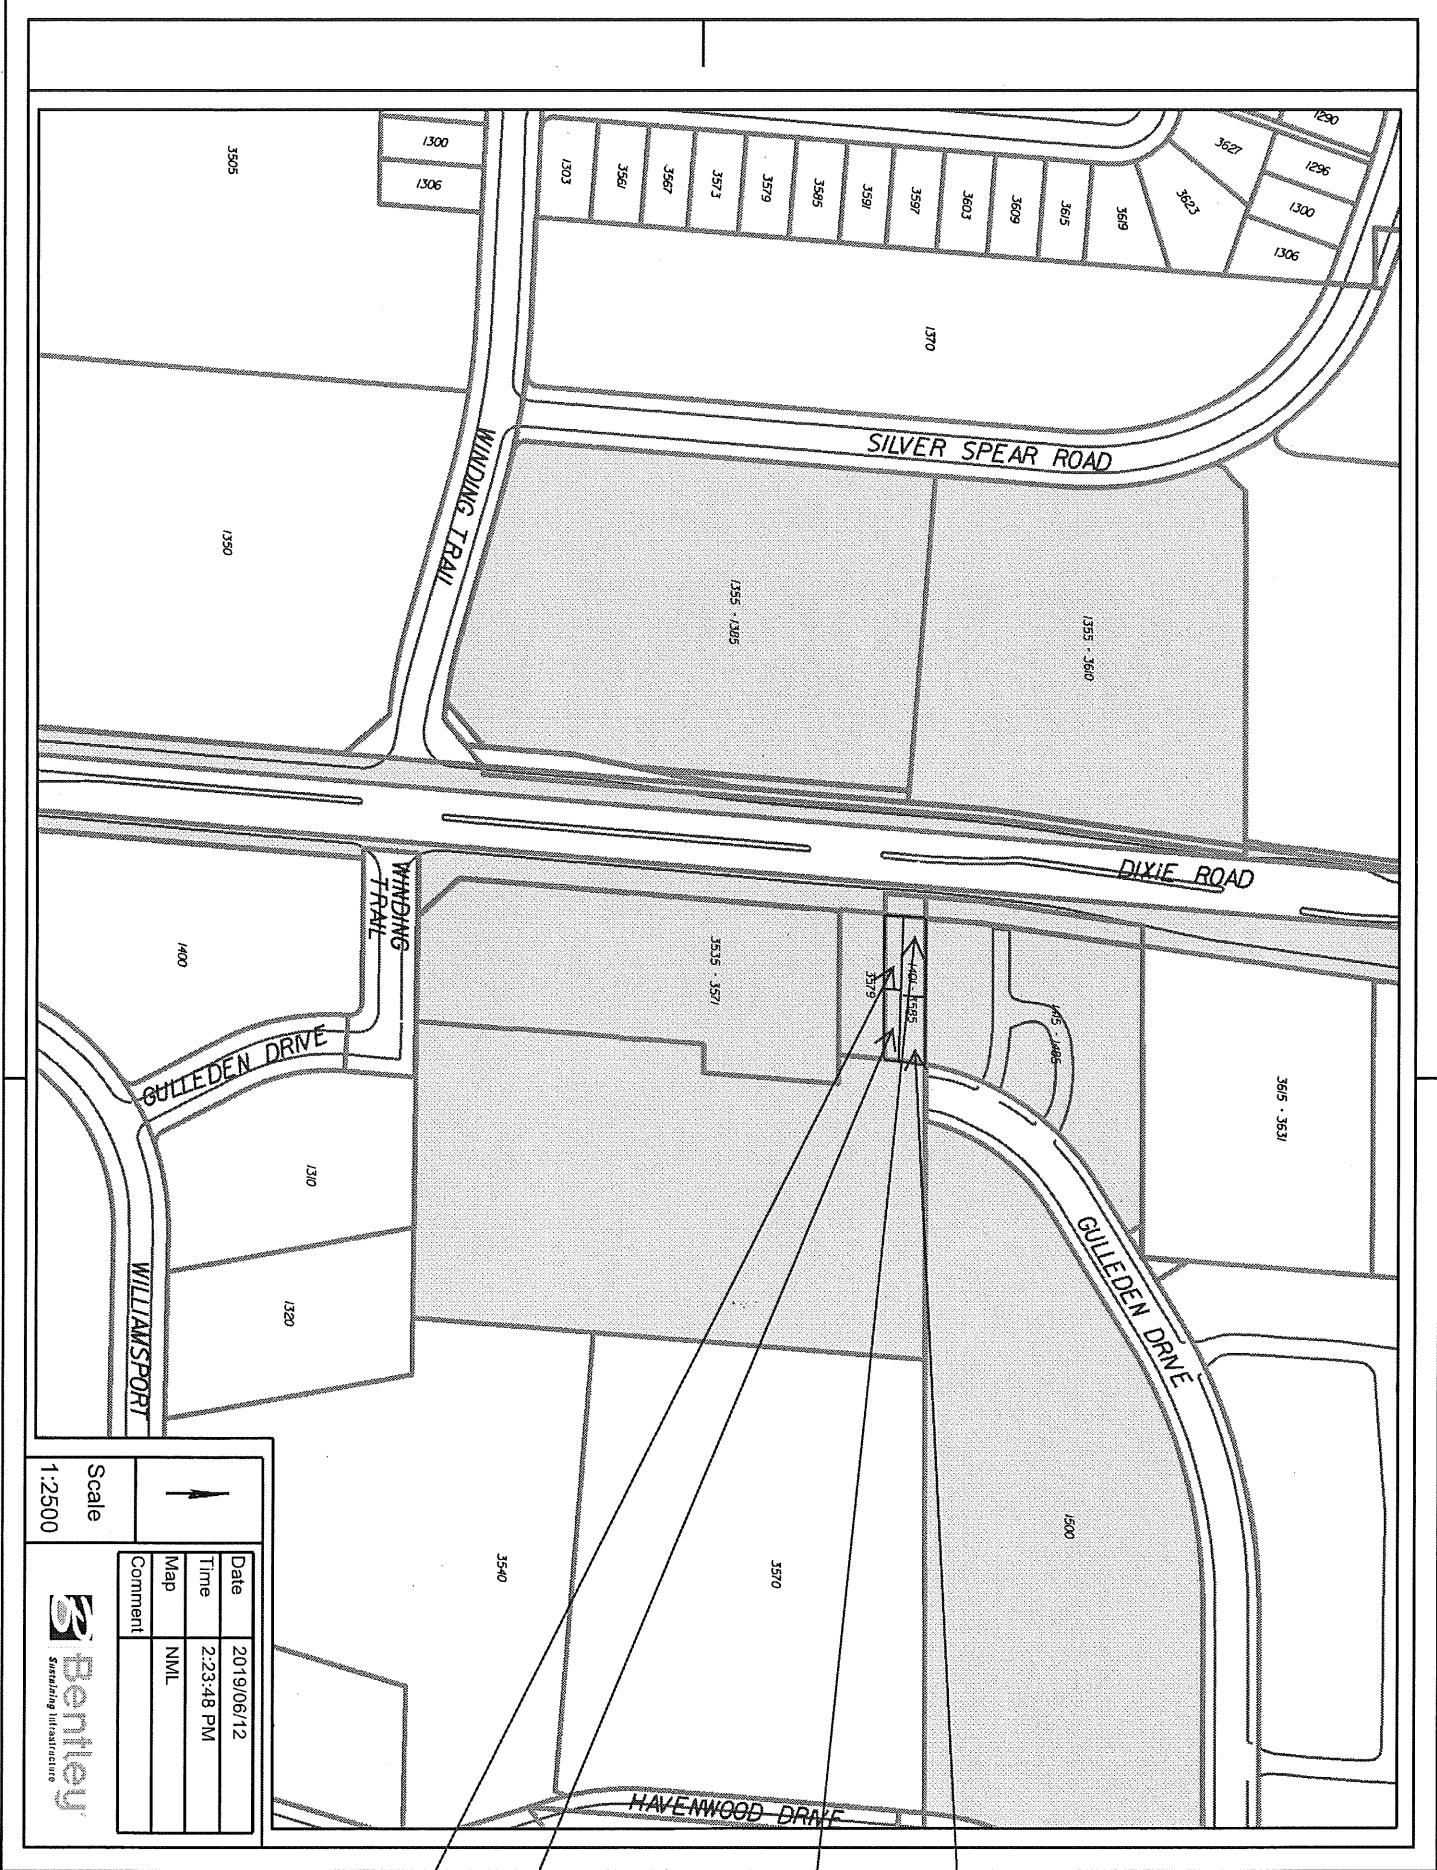 3505
1300
1306
1303
3561
3567
3573
3579
3585
3591
3597
3603
3609
3615
3619
3623
3627
1290
1296
1300
1306
1370
SILVER SPEAR ROAD
WINDING TRAIL
1350
1355 - 1385
1355 - 3610
DIXIE ROAD
WINDING
TRAIL
1400
3535 - 3571
3579
1401 - 3585
1415 - 1485
3615 - 3631
GULLEDEN DRIVE
GULLEDEN DRIVE
1310
1320
WILLIAMSPORT
1500
3540
3570
HAVENWOOD DRIVE
Scale
1:2500
Date 2019/06/12
Time 2:23:48 PM
Map NML
Comment
Bentley
Sustaining Infrastructure